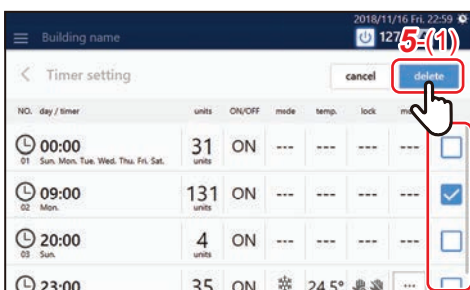 2018/11/16 Fri. 22:59
Building name
127
5-(1)
Timer setting
cancel
delete
NO. day / timer units ON/OFF mode temp. lock
00:00 31 ON --- --- --- ---
01 Sun. Mon. Tue. Wed. Thu. Fri. Sat. units
09:00 131 ON --- --- --- ---
02 Mon. units
20:00 4 ON --- --- --- ---
03 Sun. units
23:00 35 ON 24.5° ...